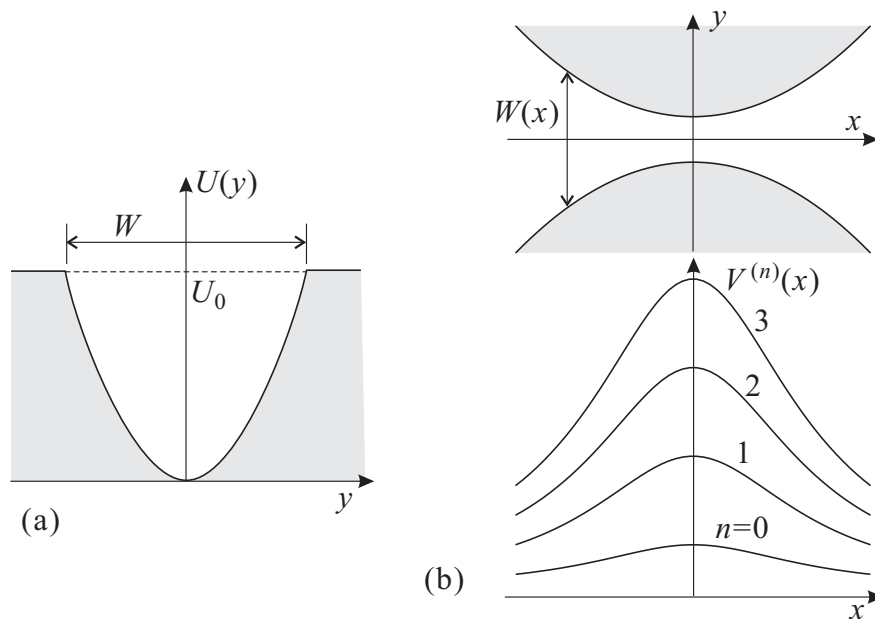 U(y)
W
U₀
y
(a)
y
W(x)
x
V⁽ⁿ⁾(x)
3
2
1
n=0
x
(b)